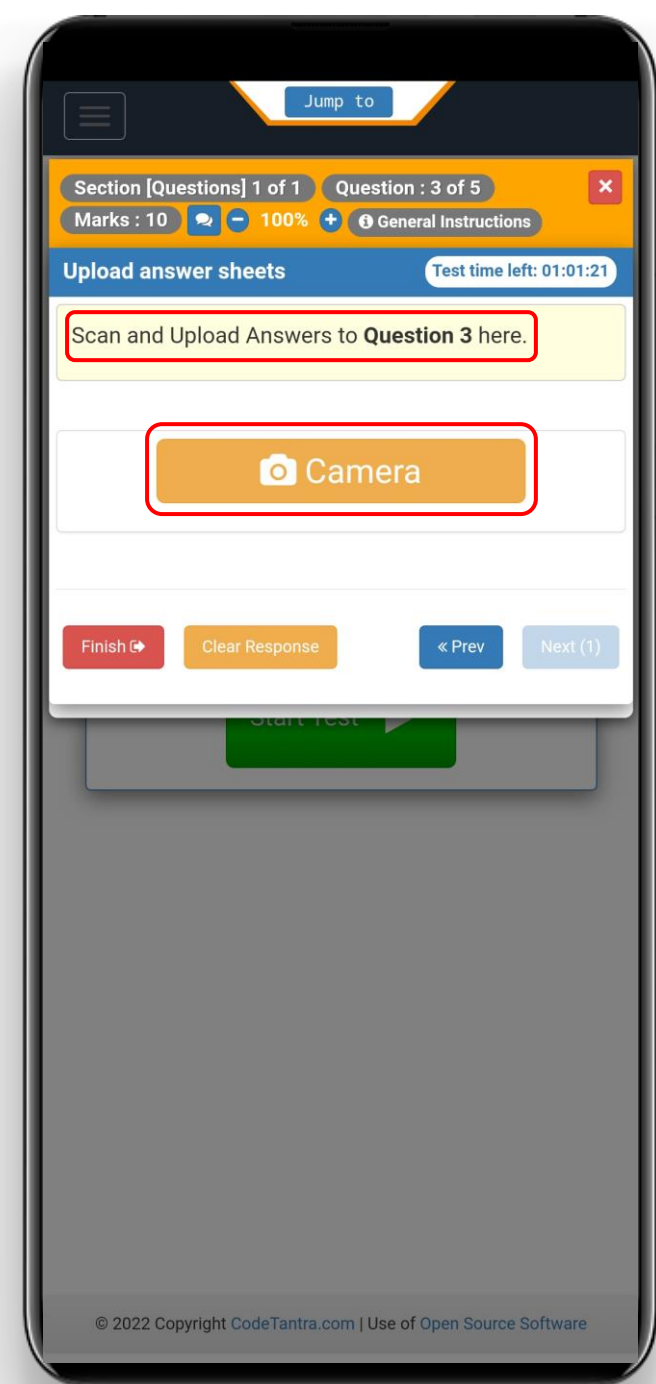 Jump to
Section [Questions] 1 of 1 Question : 3 of 5
Marks : 10 100% General Instructions
Upload answer sheets Test time left: 01:01:21
Scan and Upload Answers to Question 3 here.
Camera
Finish Clear Response « Prev Next (1)
Start Test
© 2022 Copyright CodeTantra.com | Use of Open Source Software